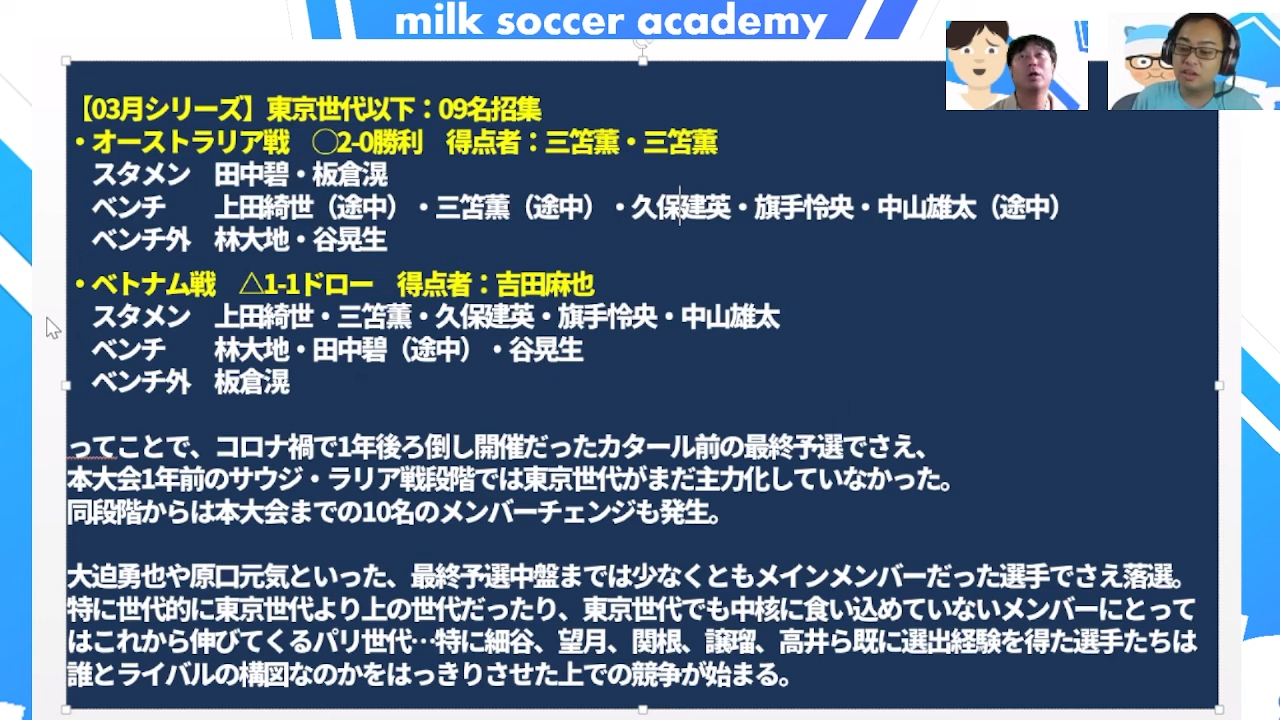 milk soccer academy
【03月シリーズ】東京世代以下：09名招集
・オーストラリア戦　◯2-0勝利　得点者：三笘薫・三笘薫
スタメン　田中碧・板倉滉
ベンチ　　上田綺世（途中）・三笘薫（途中）・久保建英・旗手怜央・中山雄太（途中）
ベンチ外　林大地・谷晃生
・ベトナム戦　△1-1ドロー　得点者：吉田麻也
スタメン　上田綺世・三笘薫・久保建英・旗手怜央・中山雄太
ベンチ　　林大地・田中碧（途中）・谷晃生
ベンチ外　板倉滉
ってことで、コロナ禍で1年後ろ倒し開催だったカタール前の最終予選でさえ、
本大会1年前のサウジ・ラリア戦段階では東京世代がまだ主力化していなかった。
同段階からは本大会までの10名のメンバーチェンジも発生。
大迫勇也や原口元気といった、最終予選中盤までは少なくともメインメンバーだった選手でさえ落選。
特に世代的に東京世代より上の世代だったり、東京世代でも中核に食い込めていないメンバーにとって
はこれから伸びてくるパリ世代…特に細谷、望月、関根、譲瑠、高井ら既に選出経験を得た選手たちは
誰とライバルの構図なのかをはっきりさせた上での競争が始まる。